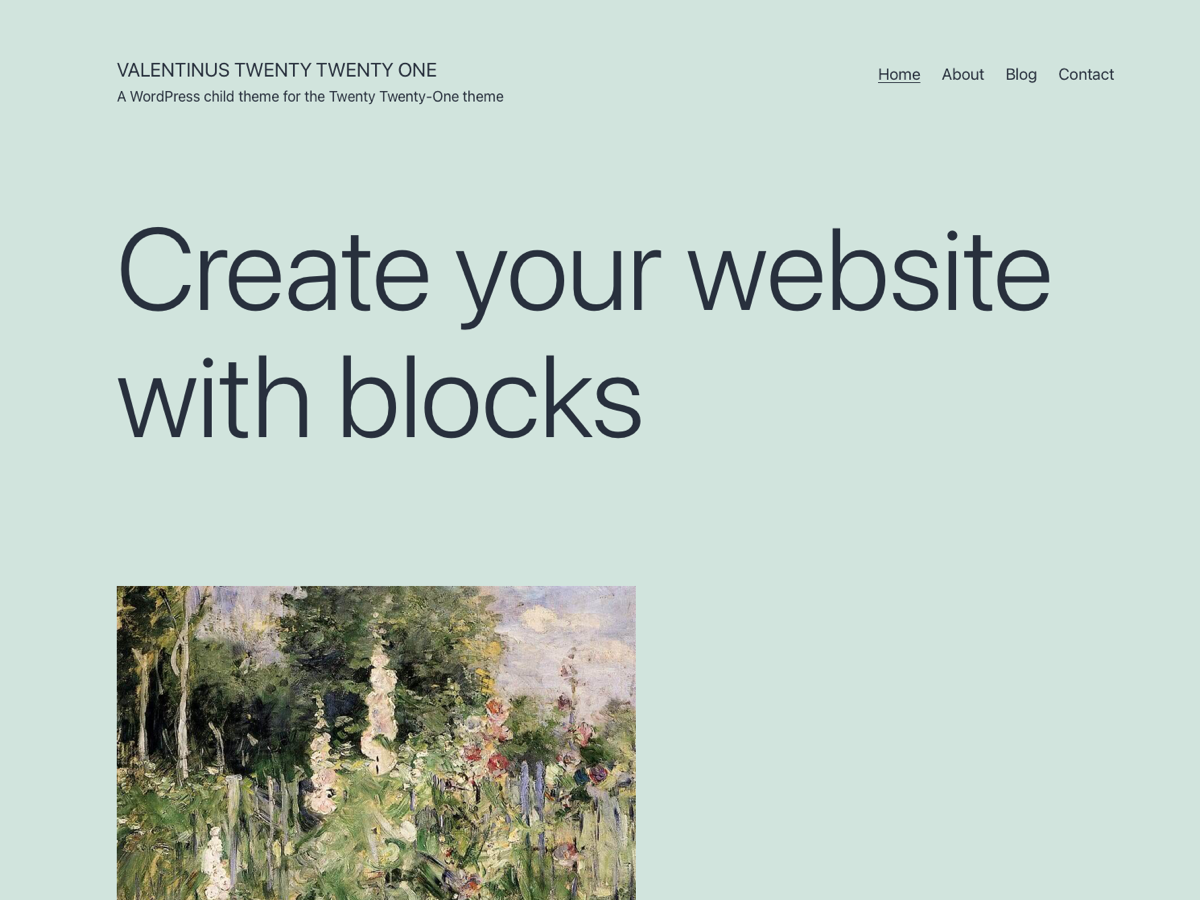 VALENTINUS TWENTY TWENTY ONE
A WordPress child theme for the Twenty Twenty-One theme
Home About Blog Contact
Create your website
with blocks